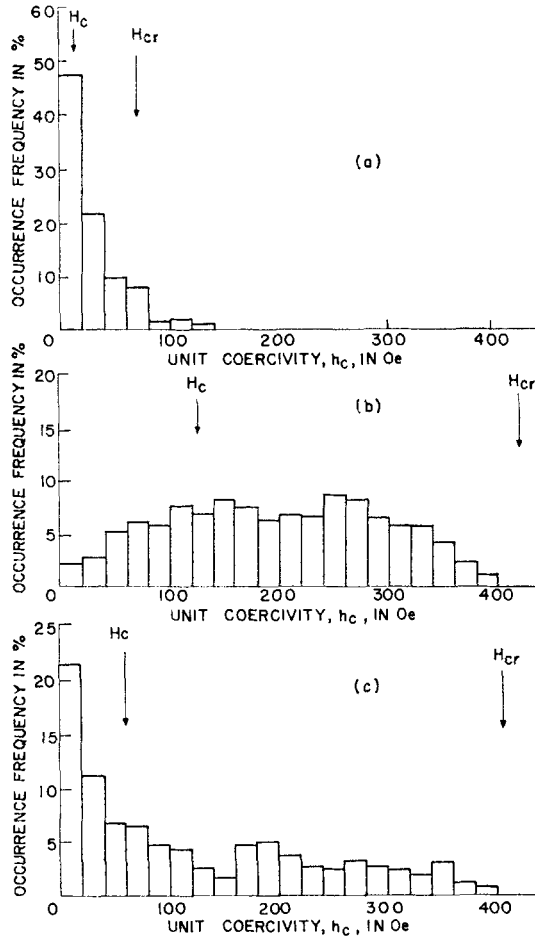 OCCURRENCE FREQUENCY IN %
60
50
40
30
20
10
0
Hc
Hcr
(a)
100
200
300
400
UNIT COERCIVITY, hc, IN Oe
OCCURRENCE FREQUENCY IN %
20
15
10
5
0
Hc
Hcr
(b)
100
200
300
400
UNIT COERCIVITY, hc, IN Oe
OCCURRENCE FREQUENCY IN %
25
20
15
10
5
0
Hc
Hcr
(c)
100
200
300
400
UNIT COERCIVITY, hc, IN Oe